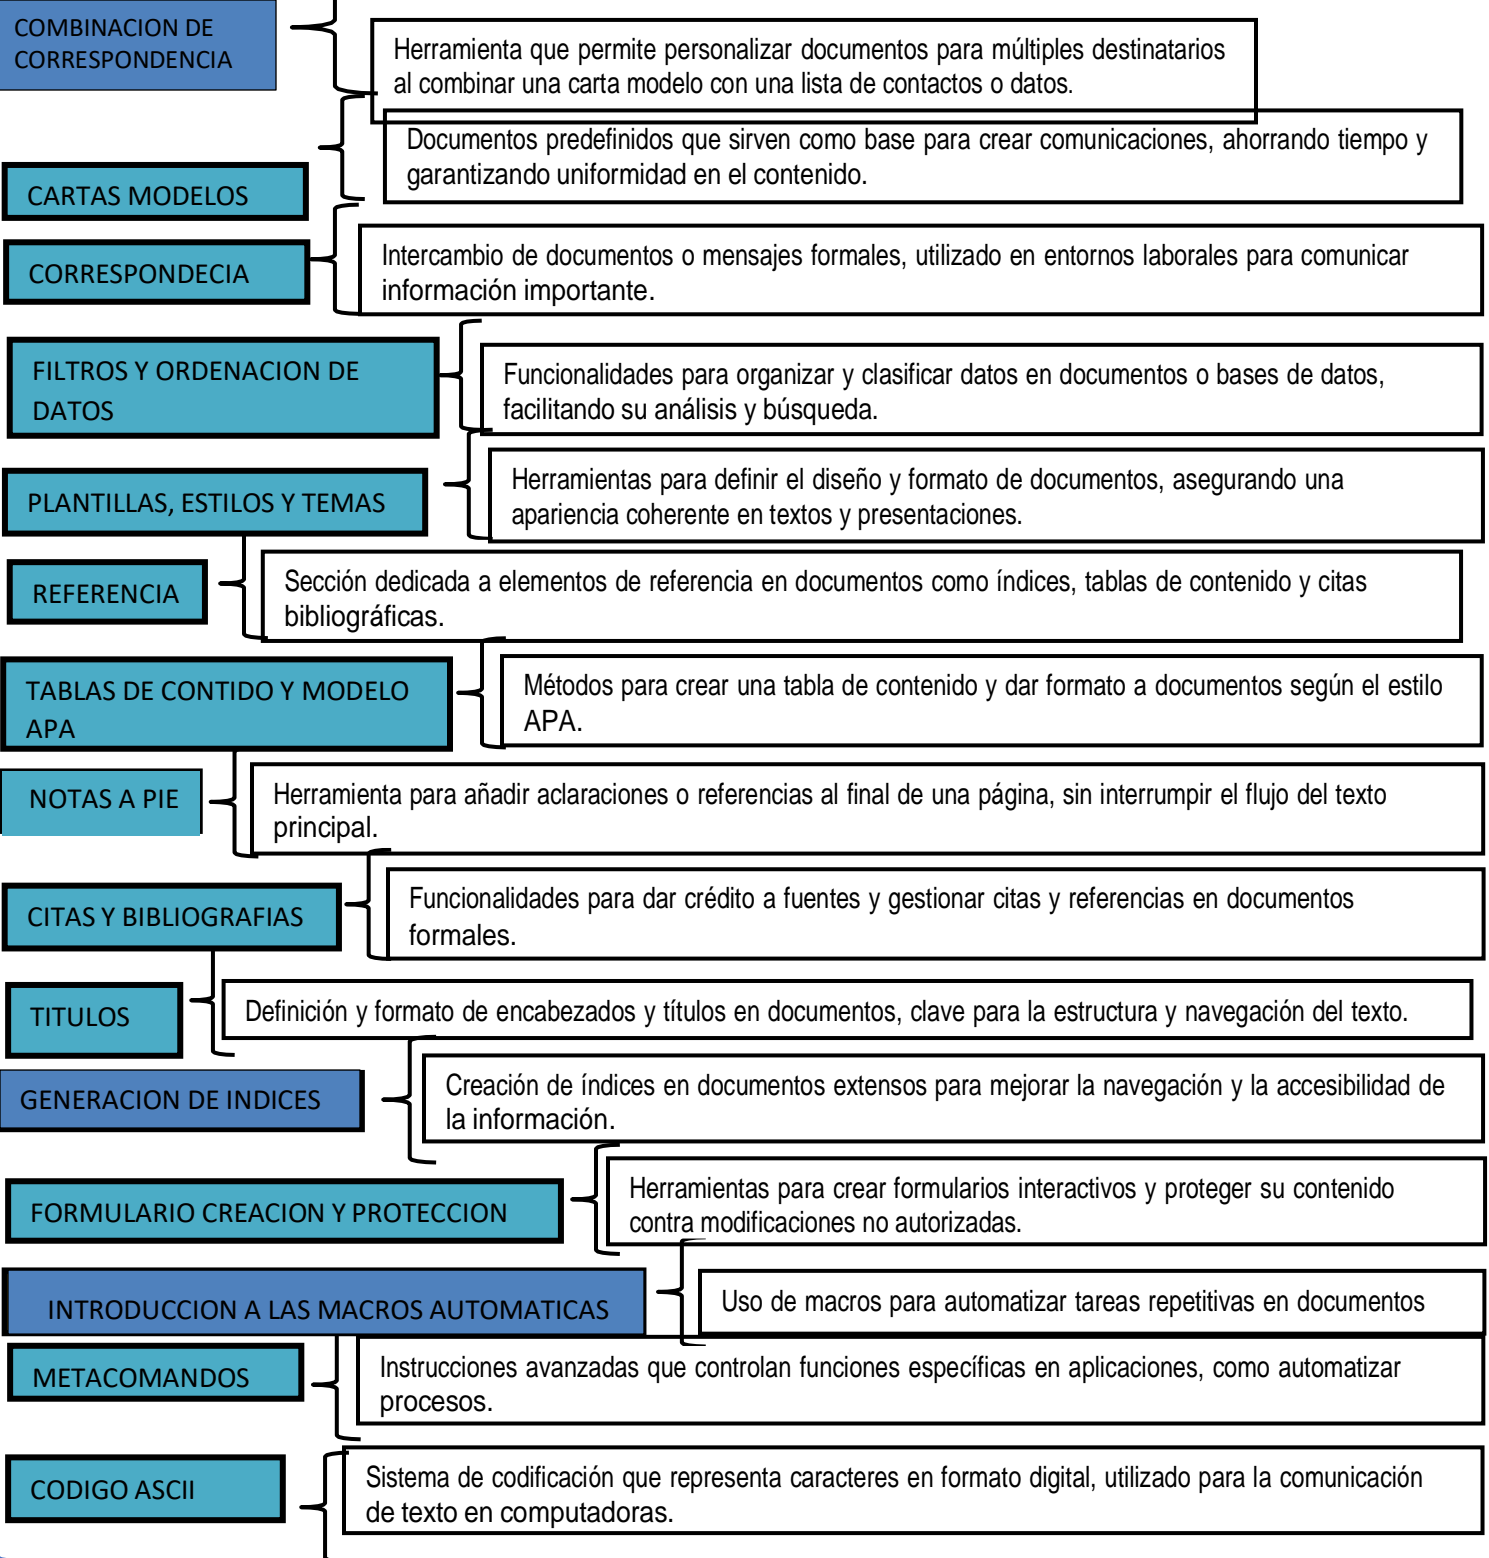 COMBINACION DE
CORRESPONDENCIA
Herramienta que permite personalizar documentos para múltiples destinatarios
al combinar una carta modelo con una lista de contactos o datos.
CARTAS MODELOS
Documentos predefinidos que sirven como base para crear comunicaciones, ahorrando tiempo y
garantizando uniformidad en el contenido.
CORRESPONDECIA
Intercambio de documentos o mensajes formales, utilizado en entornos laborales para comunicar
información importante.
FILTROS Y ORDENACION DE
DATOS
Funcionalidades para organizar y clasificar datos en documentos o bases de datos,
facilitando su análisis y búsqueda.
PLANTILLAS, ESTILOS Y TEMAS
Herramientas para definir el diseño y formato de documentos, asegurando una
apariencia coherente en textos y presentaciones.
REFERENCIA
Sección dedicada a elementos de referencia en documentos como índices, tablas de contenido y citas
bibliográficas.
TABLAS DE CONTIDO Y MODELO
APA
Métodos para crear una tabla de contenido y dar formato a documentos según el estilo
APA.
NOTAS A PIE
Herramienta para añadir aclaraciones o referencias al final de una página, sin interrumpir el flujo del texto
principal.
CITAS Y BIBLIOGRAFIAS
Funcionalidades para dar crédito a fuentes y gestionar citas y referencias en documentos
formales.
TITULOS
Definición y formato de encabezados y títulos en documentos, clave para la estructura y navegación del texto.
GENERACION DE INDICES
Creación de índices en documentos extensos para mejorar la navegación y la accesibilidad de
la información.
FORMULARIO CREACION Y PROTECCION
Herramientas para crear formularios interactivos y proteger su contenido
contra modificaciones no autorizadas.
INTRODUCCION A LAS MACROS AUTOMATICAS
Uso de macros para automatizar tareas repetitivas en documentos
METACOMANDOS
Instrucciones avanzadas que controlan funciones específicas en aplicaciones, como automatizar
procesos.
CODIGO ASCII
Sistema de codificación que representa caracteres en formato digital, utilizado para la comunicación
de texto en computadoras.